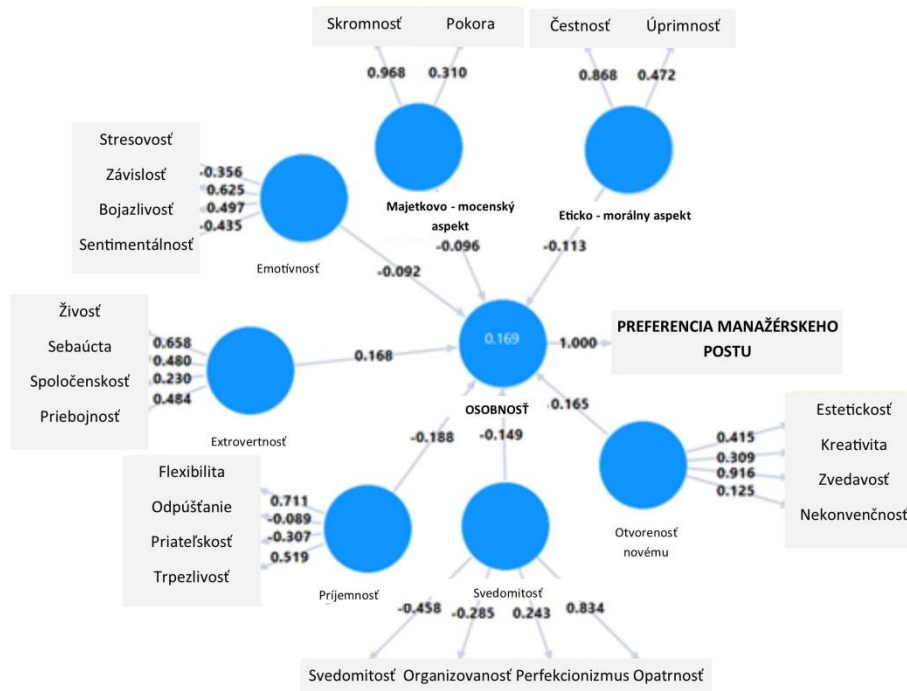 Skromnosť Pokora
Čestnosť Úprimnosť
0.968 0.310
0.868 0.472
Stresovosť
Závislosť
Bojazlivosť
Sentimentálnosť
-0.356
0.625
0.497
-0.435
Emotívnosť
Majetkovo - mocenský
aspekt
Eticko - morálny aspekt
-0.092
-0.096
-0.113
Živosť
Sebaúcta
Spoločenskosť
Priebojnosť
0.658
0.480
0.230
0.484
Extrovertnosť
0.168
0.169
1.000
PREFERENCIA MANAŽÉRSKEHO
POSTU
OSOBNOSŤ
-0.188
-0.149
-0.165
Flexibilita
Odpúšťanie
Priateľskosť
Trpezlivosť
0.711
-0.089
-0.307
0.519
Príjemnosť
Svedomitosť
Otvorenosť
novému
0.415
0.309
0.916
0.125
Estetickosť
Kreativita
Zvedavosť
Nekonvenčnosť
-0.458
-0.285
0.243
0.834
Svedomitosť Organizovanosť Perfekcionizmus Opatrnosť